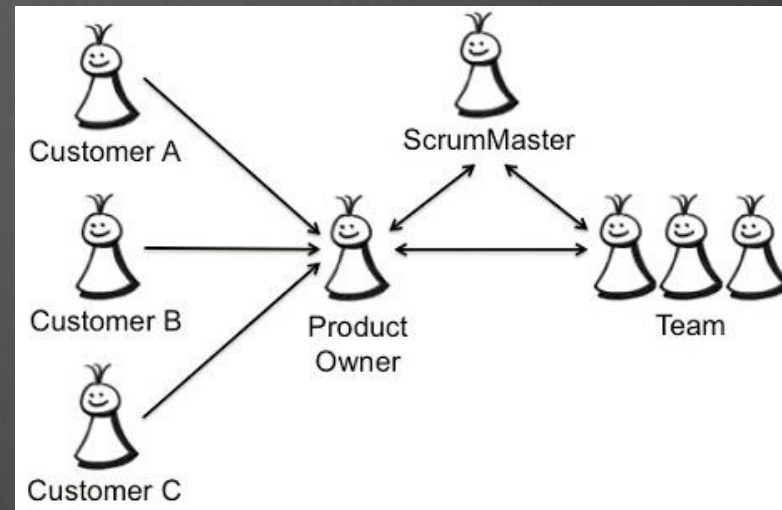 Customer A
ScrumMaster
Customer B
Product
Owner
Team
Customer C